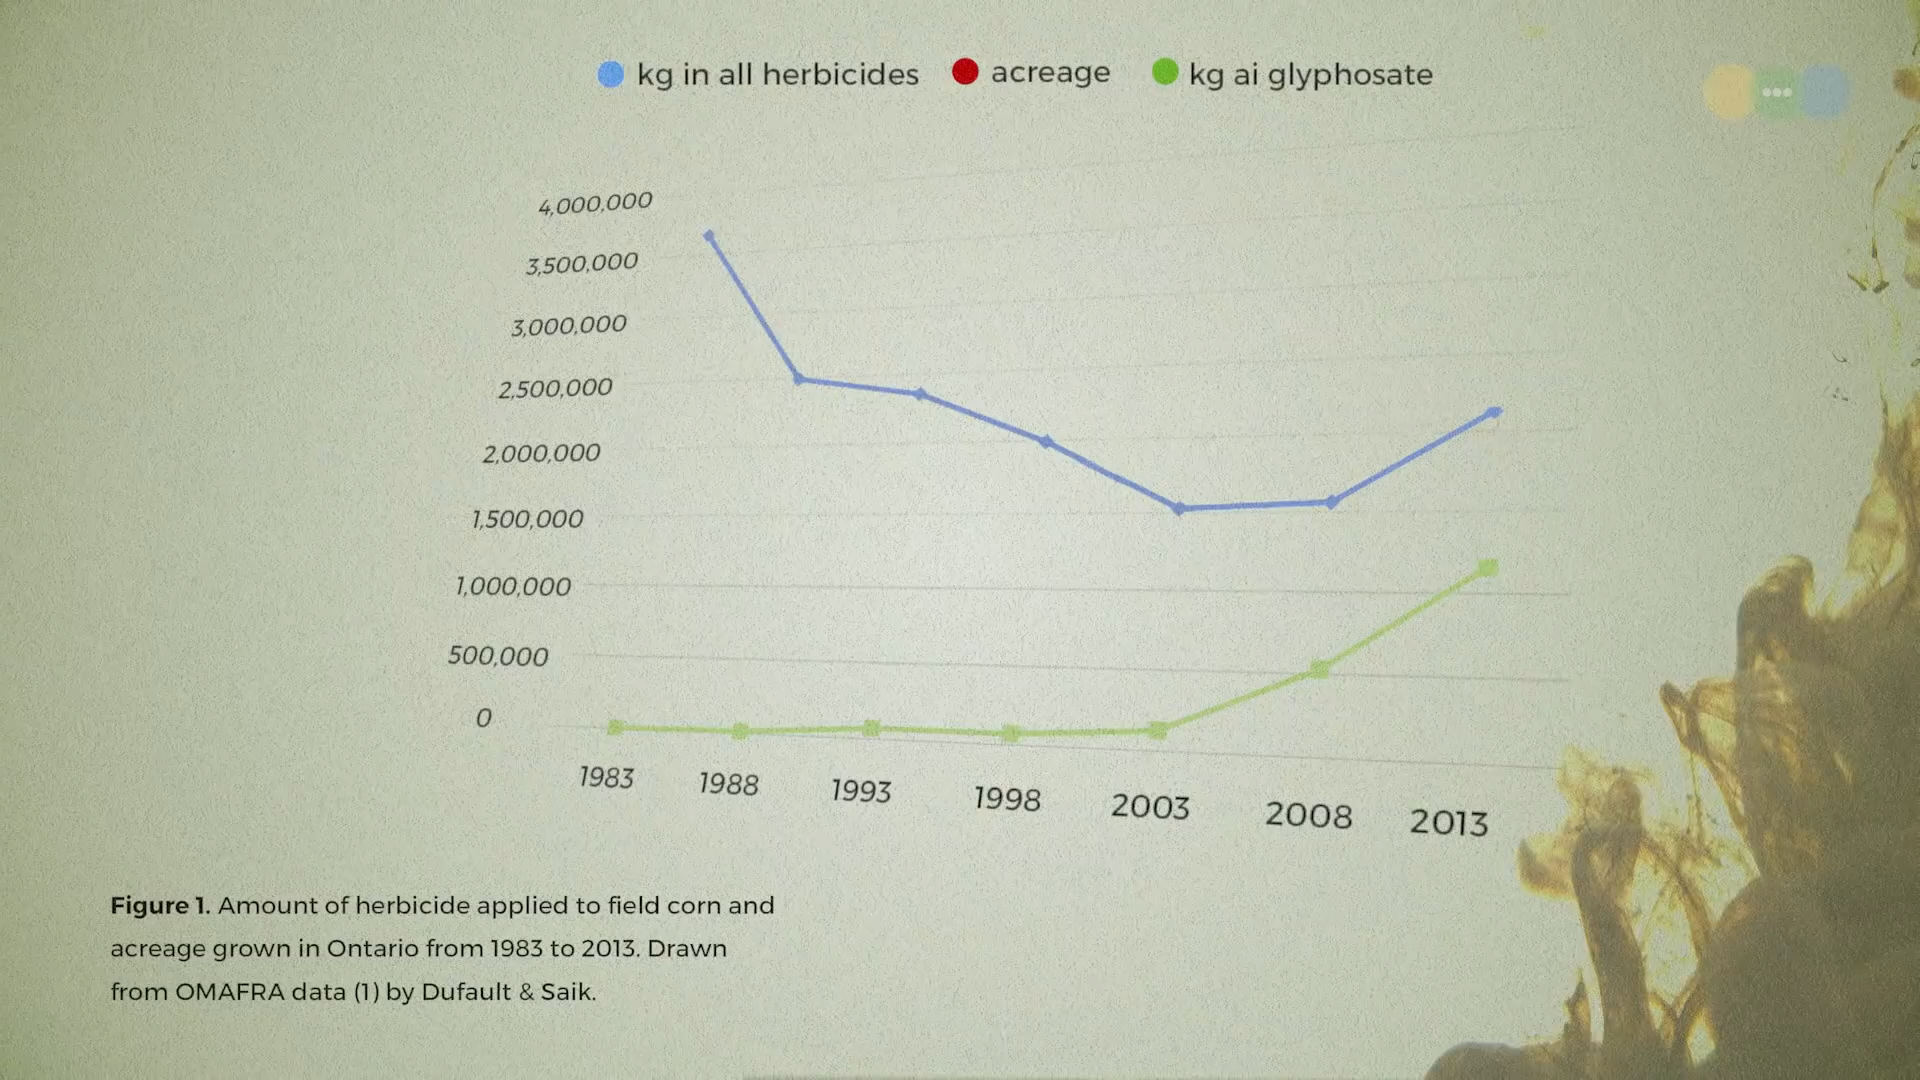 kg in all herbicides acreage kg ai glyphosate
4,000,000
3,500,000
3,000,000
2,500,000
2,000,000
1,500,000
1,000,000
500,000
0
1983 1988 1993 1998 2003 2008 2013
Figure 1. Amount of herbicide applied to field corn and
acreage grown in Ontario from 1983 to 2013. Drawn
from OMAFRA data (1) by Dufault & Saik.